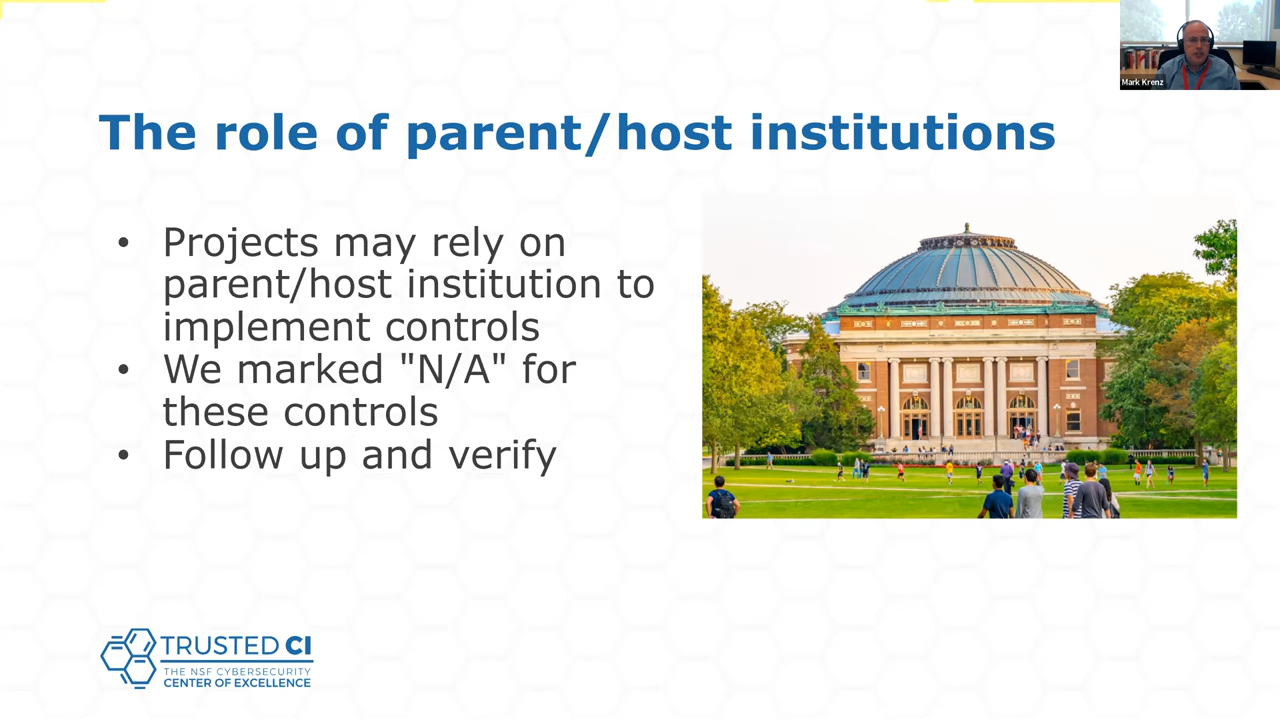 Mark Krenz
The role of parent/host institutions
• Projects may rely on
parent/host institution to
implement controls
• We marked "N/A" for
these controls
• Follow up and verify
TRUSTED CI
THE NSF CYBERSECURITY
CENTER OF EXCELLENCE